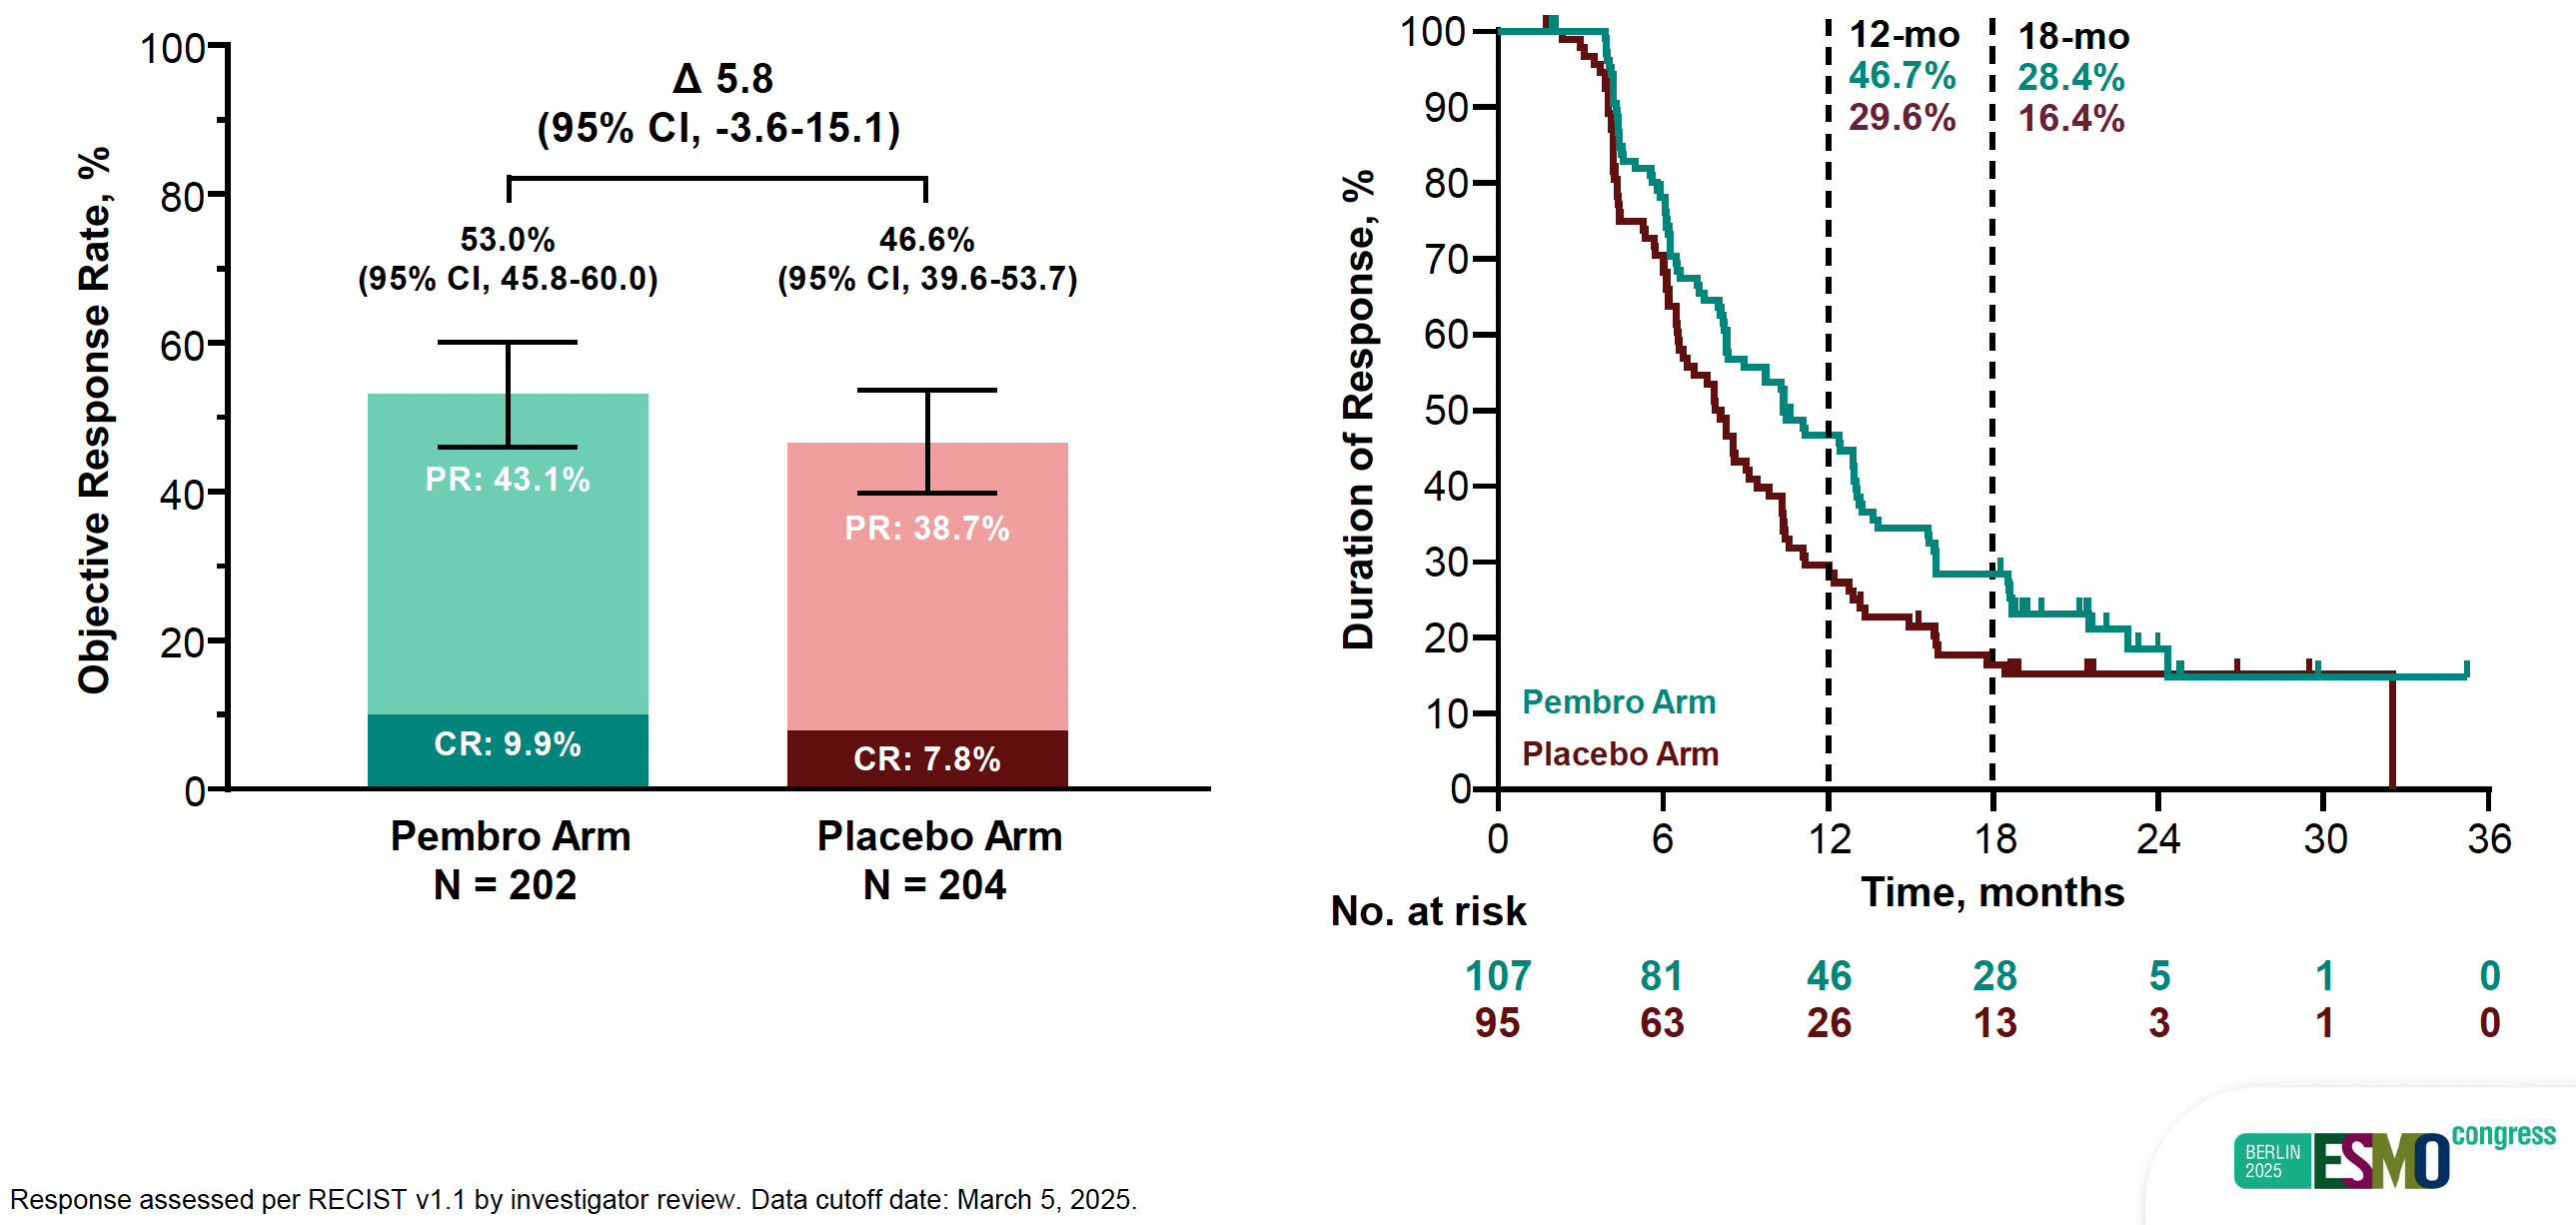 Objective Response Rate, %
100
80
60
40
20
0
Δ 5.8
(95% CI, -3.6-15.1)
53.0%
(95% CI, 45.8-60.0)
46.6%
(95% CI, 39.6-53.7)
PR: 43.1%
CR: 9.9%
PR: 38.7%
CR: 7.8%
Pembro Arm
N = 202
Placebo Arm
N = 204
Duration of Response, %
100
90
80
70
60
50
40
30
20
10
0
12-mo
46.7%
29.6%
18-mo
28.4%
16.4%
Pembro Arm
Placebo Arm
0 6 12 18 24 30 36
Time, months
No. at risk
107 81 46 28 5 1 0
95 63 26 13 3 1 0
Response assessed per RECIST v1.1 by investigator review. Data cutoff date: March 5, 2025.
BERLIN
2025
ESMO
congress